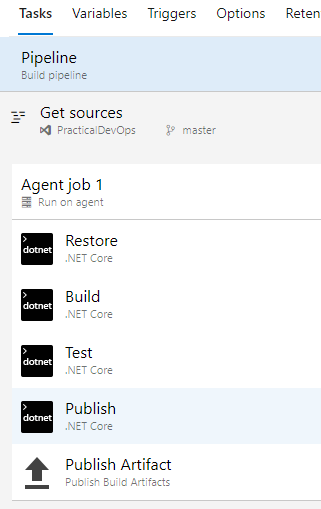 Tasks Variables Triggers Options Reten
Pipeline
Build pipeline
Get sources
PracticalDevOps master
Agent job 1
Run on agent
dotnet Restore
.NET Core
dotnet Build
.NET Core
dotnet Test
.NET Core
dotnet Publish
.NET Core
Publish Artifact
Publish Build Artifacts